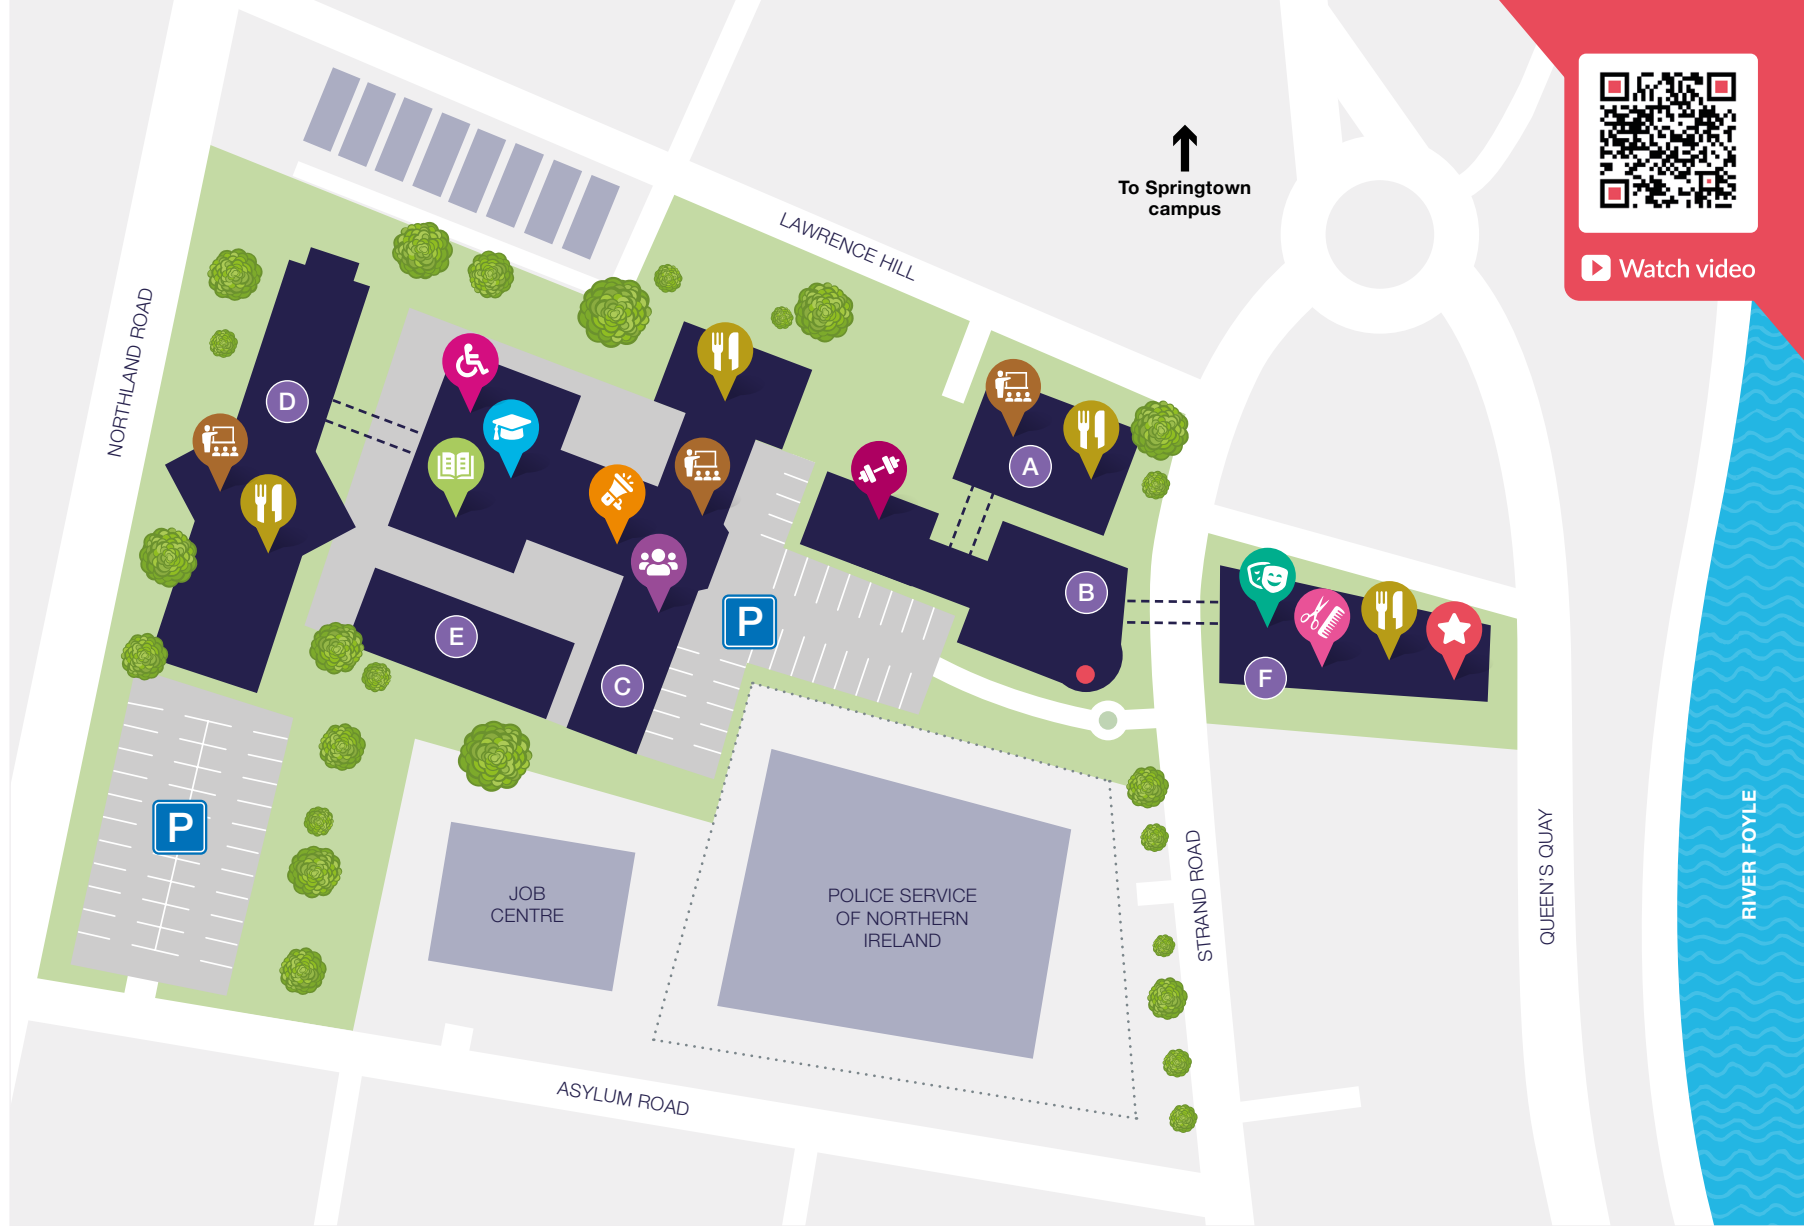 To Springtown
campus
Watch video
LAWRENCE HILL
NORTHLAND ROAD
D
A
B
P
E
C
F
P
JOB
CENTRE
POLICE SERVICE
OF NORTHERN
IRELAND
STRAND ROAD
QUEEN'S QUAY
RIVER FOYLE
ASYLUM ROAD